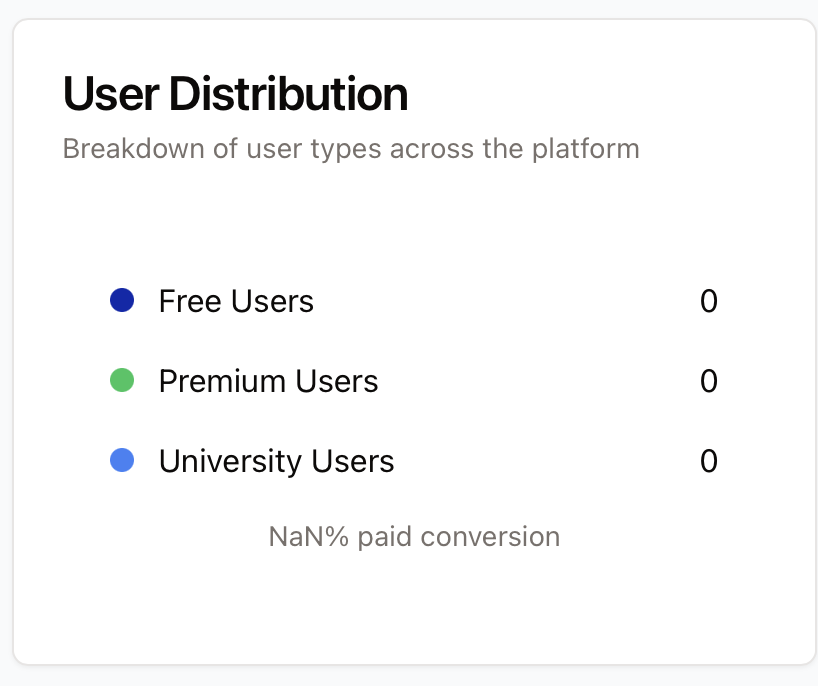 User Distribution
Breakdown of user types across the platform
Free Users 0
Premium Users 0
University Users 0
NaN% paid conversion